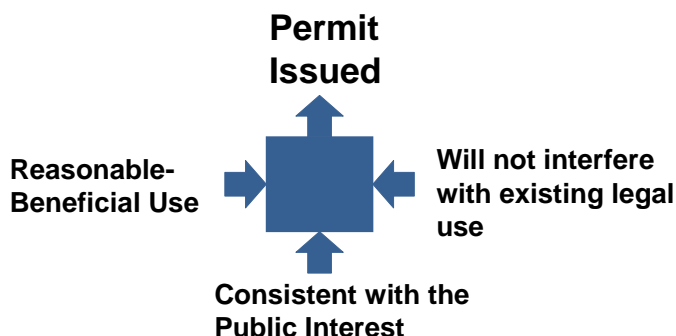 Permit
Issued
Reasonable-
Beneficial Use
Will not interfere
with existing legal
use
Consistent with the
Public Interest